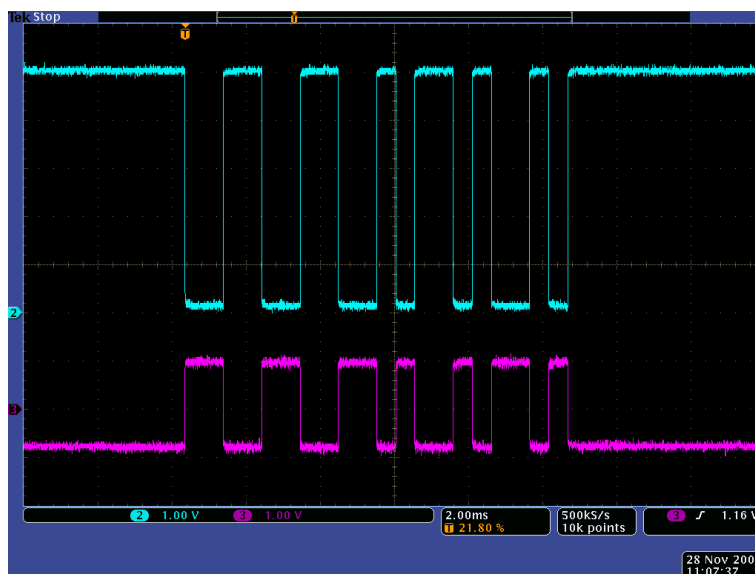 Tek Stop
T
T
2
3
2 1.00 V 3 1.00 V
2.00ms 500kS/s 3 1.16 V
T 21.80 % 10k points
28 Nov 200
11:07:37